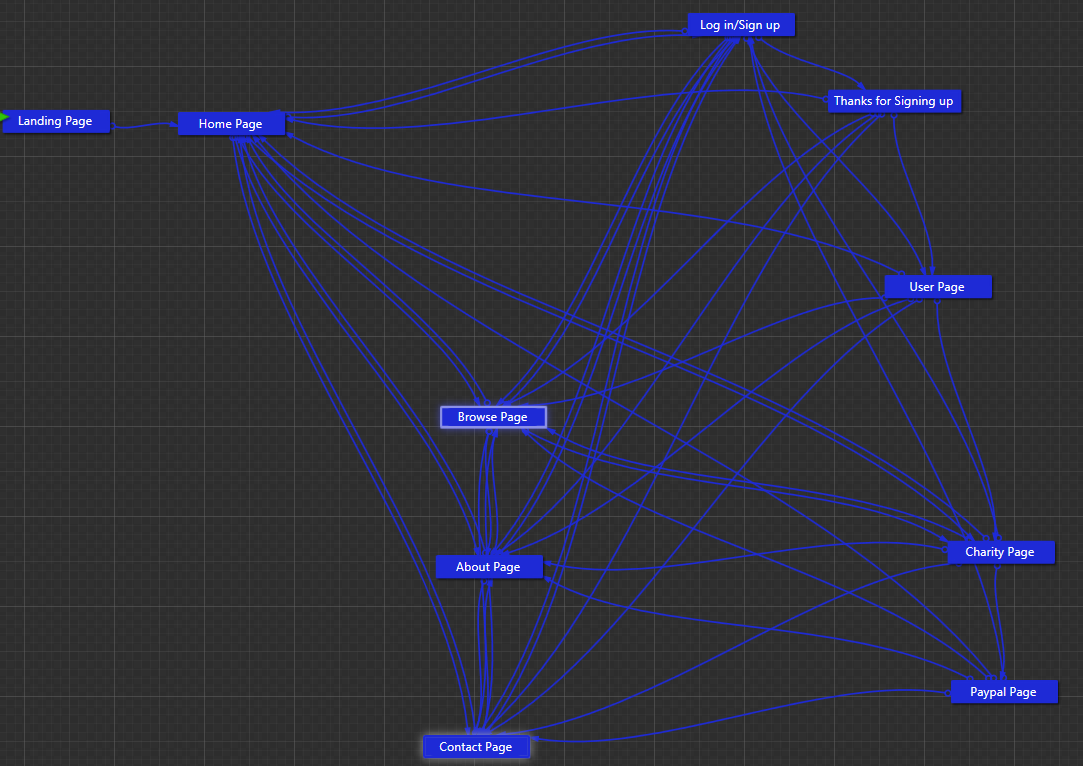 Log in/Sign up
Thanks for Signing up
Landing Page
Home Page
User Page
Browse Page
Charity Page
About Page
Paypal Page
Contact Page